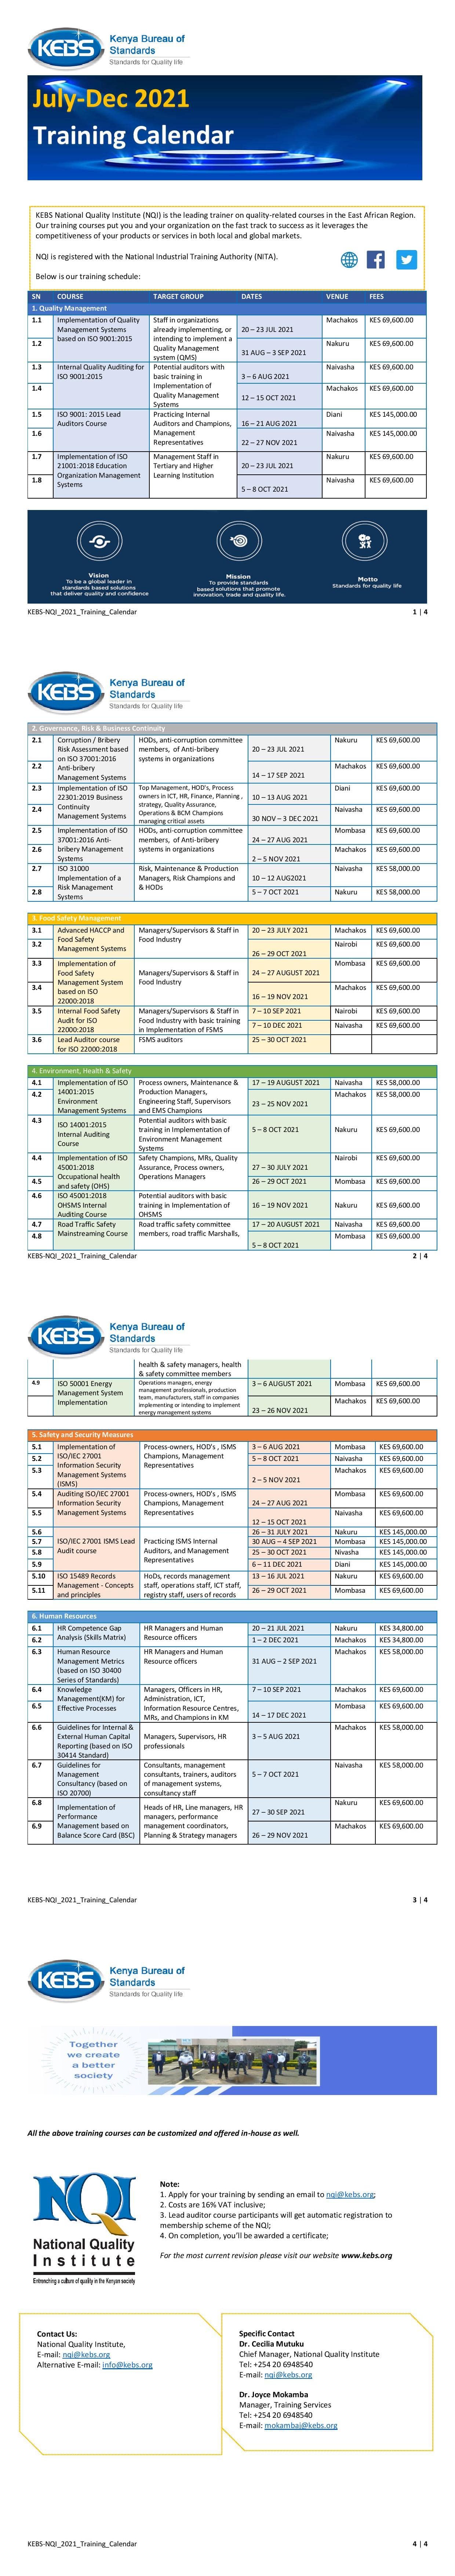 KEBS
Kenya Bureau of
Standards
Standards for Quality life
July-Dec 2021
Training Calendar
KEBS National Quality Institute (NQI) is the leading trainer on quality-related courses in the East African Region.
Our training courses put you and your organization on the fast track to success as it leverages the
competitiveness of your products or services in both local and global markets.
NQI is registered with the National Industrial Training Authority (NITA).
Below is our training schedule:
SN COURSE TARGET GROUP DATES VENUE FEES
1. Quality Management
1.1 Implementation of Quality Staff in organizations Machakos KES 69,600.00
Management Systems already implementing, or 20 – 23 JUL 2021
based on ISO 9001:2015 intending to implement a
1.2 Quality Management Nakuru KES 69,600.00
system (QMS) 31 AUG – 3 SEP 2021
1.3 Internal Quality Auditing for Potential auditors with Naivasha KES 69,600.00
ISO 9001:2015 basic training in 3 – 6 AUG 2021
1.4 Implementation of Machakos KES 69,600.00
Quality Management 12 – 15 OCT 2021
Systems
1.5 ISO 9001: 2015 Lead Practicing Internal Diani KES 145,000.00
Auditors Course Auditors and Champions, 16 – 21 AUG 2021
1.6 Management Naivasha KES 145,000.00
Representatives 22 – 27 NOV 2021
1.7 Implementation of ISO Management Staff in Nakuru KES 69,600.00
21001:2018 Education Tertiary and Higher 20 – 23 JUL 2021
1.8 Organization Management Learning Institution Naivasha KES 69,600.00
Systems 5 – 8 OCT 2021
Vision
To be a global leader in
standards based solutions
that deliver quality and confidence
Mission
To provide standards
based solutions that promote
innovation, trade and quality of life.
Motto
Standards for quality life
KEBS-NQI_2021_Training_Calendar 1 | 4
KEBS
Kenya Bureau of
Standards
Standards for Quality life
2. Governance, Risk & Business Continuity
2.1 Corruption / Bribery HODs, anti-corruption committee Nakuru KES 69,600.00
Risk Assessment based members, of Anti-bribery 20 – 23 JUL 2021
on ISO 37001:2016 systems in organizations
2.2 Anti-bribery Machakos KES 69,600.00
Management Systems 14 – 17 SEP 2021
2.3 Implementation of ISO Top Management, HOD's, Process Diani KES 69,600.00
22301:2019 Business owners in ICT, HR, Finance, Planning , 10 – 13 AUG 2021
Continuity strategy, Quality Assurance,
2.4 Management Systems Operations & BCM Champions Naivasha KES 69,600.00
managing critical assets 30 NOV – 3 DEC 2021
2.5 Implementation of ISO HODs, anti-corruption committee Mombasa KES 69,600.00
37001:2016 Anti- members, of Anti-bribery 24 – 27 AUG 2021
2.6 bribery Management systems in organizations Machakos KES 69,600.00
Systems 2 – 5 NOV 2021
2.7 ISO 31000 Risk, Maintenance & Production Naivasha KES 58,000.00
Implementation of a Managers, Risk Champions and 10 – 12 AUG2021
2.8 Risk Management & HODs 5 – 7 OCT 2021 Nakuru KES 58,000.00
Systems
3. Food Safety Management
3.1 Advanced HACCP and Managers/Supervisors & Staff in 20 – 23 JULY 2021 Machakos KES 69,600.00
3.2 Food Safety Food Industry Nairobi KES 69,600.00
Management Systems 26 – 29 OCT 2021
3.3 Implementation of Mombasa KES 69,600.00
Food Safety Managers/Supervisors & Staff in 24 – 27 AUGUST 2021
Management System Food Industry
3.4 based on ISO Machakos KES 69,600.00
22000:2018 16 – 19 NOV 2021
3.5 Internal Food Safety Managers/Supervisors & Staff in 7 – 10 SEP 2021 Nairobi KES 69,600.00
Audit for ISO Food Industry with basic training 7 – 10 DEC 2021 Naivasha KES 69,600.00
22000:2018 in Implementation of FSMS
3.6 Lead Auditor course FSMS auditors 25 – 30 OCT 2021
for ISO 22000:2018
4. Environment, Health & Safety
4.1 Implementation of ISO Process owners, Maintenance & 17 – 19 AUGUST 2021 Naivasha KES 58,000.00
4.2 14001:2015 Production Managers, Machakos KES 58,000.00
Environment Engineering Staff, Supervisors 23 – 25 NOV 2021
Management Systems and EMS Champions
4.3 Potential auditors with basic
ISO 14001:2015 training in Implementation of 5 – 8 OCT 2021 Nakuru KES 69,600.00
Internal Auditing Environment Management
Course Systems
4.4 Implementation of ISO Safety Champions, MRs, Quality Nairobi KES 69,600.00
45001:2018 Assurance, Process owners, 27 – 30 JULY 2021
Occupational health Operations Managers
4.5 and safety (OHS) 26 – 29 OCT 2021 Mombasa KES 69,600.00
4.6 ISO 45001:2018 Potential auditors with basic
OHSMS Internal training in Implementation of 16 – 19 NOV 2021 Nakuru KES 69,600.00
Auditing Course OHSMS
4.7 Road Traffic Safety Road traffic safety committee 17 – 20 AUGUST 2021 Naivasha KES 69,600.00
4.8 Mainstreaming Course members, road traffic Marshalls, Mombasa KES 69,600.00
5 – 8 OCT 2021
KEBS-NQI_2021_Training_Calendar 2 | 4
KEBS
Kenya Bureau of
Standards
Standards for Quality life
health & safety managers, health
& safety committee members
4.9 ISO 50001 Energy Operations managers, energy 3 – 6 AUGUST 2021 Mombasa KES 69,600.00
Management System management professionals, production
Implementation team, manufacturers, staff in companies Machakos KES 69,600.00
implementing or intending to implement
energy management systems 23 – 26 NOV 2021
5. Safety and Security Measures
5.1 Implementation of Process-owners, HOD's , ISMS 3 – 6 AUG 2021 Mombasa KES 69,600.00
5.2 ISO/IEC 27001 Champions, Management 5 – 8 OCT 2021 Naivasha KES 69,600.00
5.3 Information Security Representatives Machakos KES 69,600.00
Management Systems 2 – 5 NOV 2021
(ISMS)
5.4 Auditing ISO/IEC 27001 Process-owners, HOD's , ISMS Mombasa KES 69,600.00
Information Security Champions, Management 24 – 27 AUG 2021
5.5 Management Representatives Naivasha KES 69,600.00
Systems 12 – 15 OCT 2021
5.6 26 – 31 JULY 2021 Nakuru KES 145,000.00
5.7 ISO/IEC 27001 ISMS Lead Practicing ISMS Internal 30 AUG – 4 SEP 2021 Mombasa KES 145,000.00
5.8 Audit course Auditors, and Management 25 – 30 OCT 2021 Nivasha KES 145,000.00
5.9 Representatives 6 – 11 DEC 2021 Diani KES 145,000.00
5.10 ISO 15489 Records HoDs, records management 13 – 16 JUL 2021 Nakuru KES 69,600.00
Management - Concepts staff, operations staff, ICT staff,
5.11 and principles registry staff, users of records 26 – 29 OCT 2021 Mombasa KES 69,600.00
6. Human Resources
6.1 HR Competence Gap HR Managers and Human 20 – 21 JUL 2021 Nakuru KES 34,800.00
6.2 Analysis (Skills Matrix) Resource officers 1 – 2 DEC 2021 Machakos KES 34,800.00
6.3 Human Resource HR Managers and Human Machakos KES 58,000.00
Management Metrics Resource officers 31 AUG – 2 SEP 2021
(based on ISO 30400
Series of Standards)
6.4 Knowledge Managers, Officers in HR, 7 – 10 SEP 2021 Machakos KES 69,600.00
Management(KM) for Administration, ICT,
6.5 Effective Processes Information Resource Centres, Mombasa KES 69,600.00
MRs, and Champions in KM 14 – 17 DEC 2021
6.6 Guidelines for Internal & Machakos KES 58,000.00
External Human Capital Managers, Supervisors, HR 3 – 5 AUG 2021
Reporting (based on ISO professionals
30414 Standard)
6.7 Guidelines for Consultants, management Naivasha KES 58,000.00
Management consultants, trainers, auditors 5 – 7 OCT 2021
Consultancy (based on of management systems,
ISO 20700) consultancy staff
6.8 Nakuru KES 69,600.00
Implementation of Heads of HR, Line managers, HR 27 – 30 SEP 2021
Performance managers, performance
6.9 Management based on management coordinators, Machakos KES 69,600.00
Balance Score Card (BSC) Planning & Strategy managers 26 – 29 NOV 2021
KEBS-NQI_2021_Training_Calendar 3 | 4
KEBS
Kenya Bureau of
Standards
Standards for Quality life
Together
we create
a better
society
All the above training courses can be customized and offered in-house as well.
NQI
National Quality
Institute
Entrenching a culture of quality in the Kenyan society
Note:
1. Apply for your training by sending an email to nqi@kebs.org;
2. Costs are 16% VAT inclusive;
3. Lead auditor course participants will get automatic registration to
membership scheme of the NQI;
4. On completion, you'll be awarded a certificate;
For the most current revision please visit our website www.kebs.org
Contact Us:
National Quality Institute,
E-mail: nqi@kebs.org
Alternative E-mail: info@kebs.org
Specific Contact
Dr. Cecilia Mutuku
Chief Manager, National Quality Institute
Tel: +254 20 6948540
E-mail: nqi@kebs.org
Dr. Joyce Mokamba
Manager, Training Services
Tel: +254 20 6948540
E-mail: mokambaj@kebs.org
KEBS-NQI_2021_Training_Calendar 4 | 4